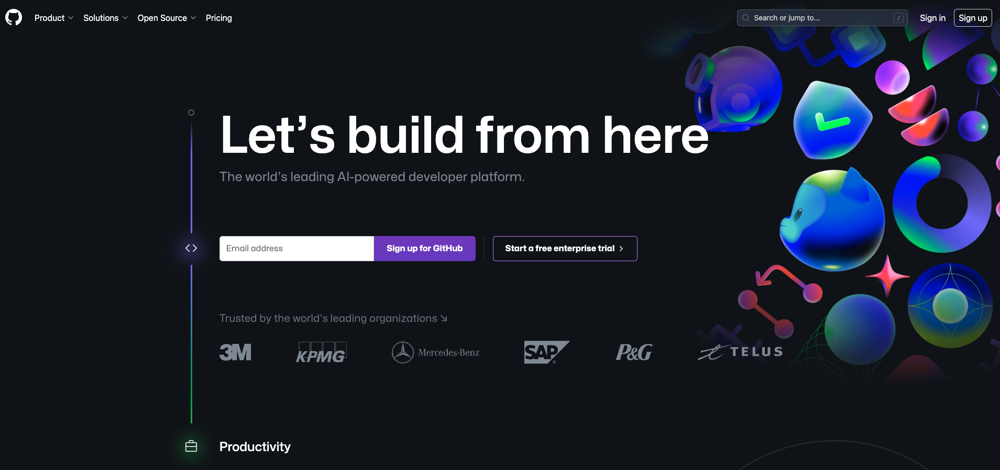 Product Solutions Open Source Pricing Search or jump to... / Sign in Sign up
Let’s build from here
The world’s leading AI-powered developer platform.
Email address Sign up for GitHub Start a free enterprise trial
Trusted by the world’s leading organizations
3M KPMG Mercedes-Benz SAP ® P&G TELUS
Productivity